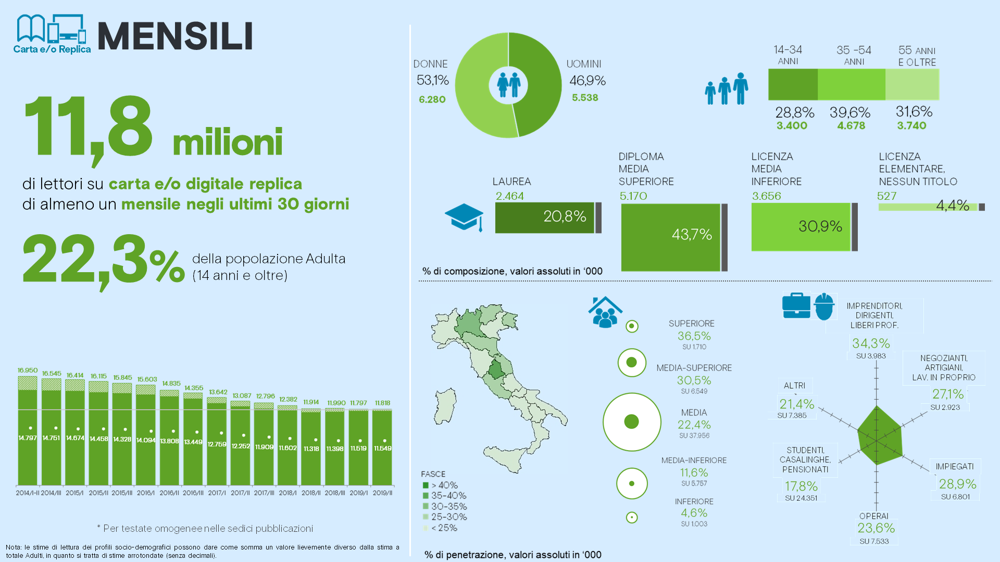 Carta e/o Replica
MENSILI
11,8 milioni
di lettori su carta e/o digitale replica
di almeno un mensile negli ultimi 30 giorni
22,3%
della popolazione Adulta
(14 anni e oltre)
16.950 16.545 16.414 16.115 15.845 15.603 14.835 14.355 13.642 13.087 12.796 12.382 11.914 11.990 11.797 11.818
* * * * * * * * * * * * * * * *
14.797 14.751 14.674 14.458 14.328 14.094 13.808 13.449 12.759 12.252 11.909 11.602 11.318 11.398 11.519 11.549
2014/I-II 2014/III 2015/I 2015/II 2015/III 2016/I 2016/II 2016/III 2017/I 2017/II 2017/III 2018/I 2018/II 2018/III 2019/I 2019/II
* Per testate omogenee nelle sedici pubblicazioni
Nota: le stime di lettura dei profili socio-demografici possono dare come somma un valore lievemente diverso dalla stima a
totale Adulti, in quanto si tratta di stime arrotondate (senza decimali).
DONNE
53,1%
6.280
UOMINI
46,9%
5.538
14-34
ANNI
28,8%
3.400
35 -54
ANNI
39,6%
4.678
55 ANNI
E OLTRE
31,6%
3.740
LAUREA
2.464
20,8%
DIPLOMA
MEDIA
SUPERIORE
5.170
43,7%
LICENZA
MEDIA
INFERIORE
3.656
30,9%
LICENZA
ELEMENTARE,
NESSUN TITOLO
527
4,4%
% di composizione, valori assoluti in ‘000
FASCE
> 40%
35-40%
30-35%
25-30%
< 25%
SUPERIORE
36,5%
SU 1.710
MEDIA-SUPERIORE
30,5%
SU 6.549
MEDIA
22,4%
SU 37.956
MEDIA-INFERIORE
11,6%
SU 5.757
INFERIORE
4,6%
SU 1.003
IMPRENDITORI,
DIRIGENTI,
LIBERI PROF.
34,3%
SU 3.983
NEGOZIANTI,
ARTIGIANI,
LAV. IN PROPRIO
27,1%
SU 2.923
IMPIEGATI
28,9%
SU 6.801
OPERAI
23,6%
SU 7.533
STUDENTI,
CASALINGHE,
PENSIONATI
17,8%
SU 24.351
ALTRI
21,4%
SU 7.385
% di penetrazione, valori assoluti in ‘000